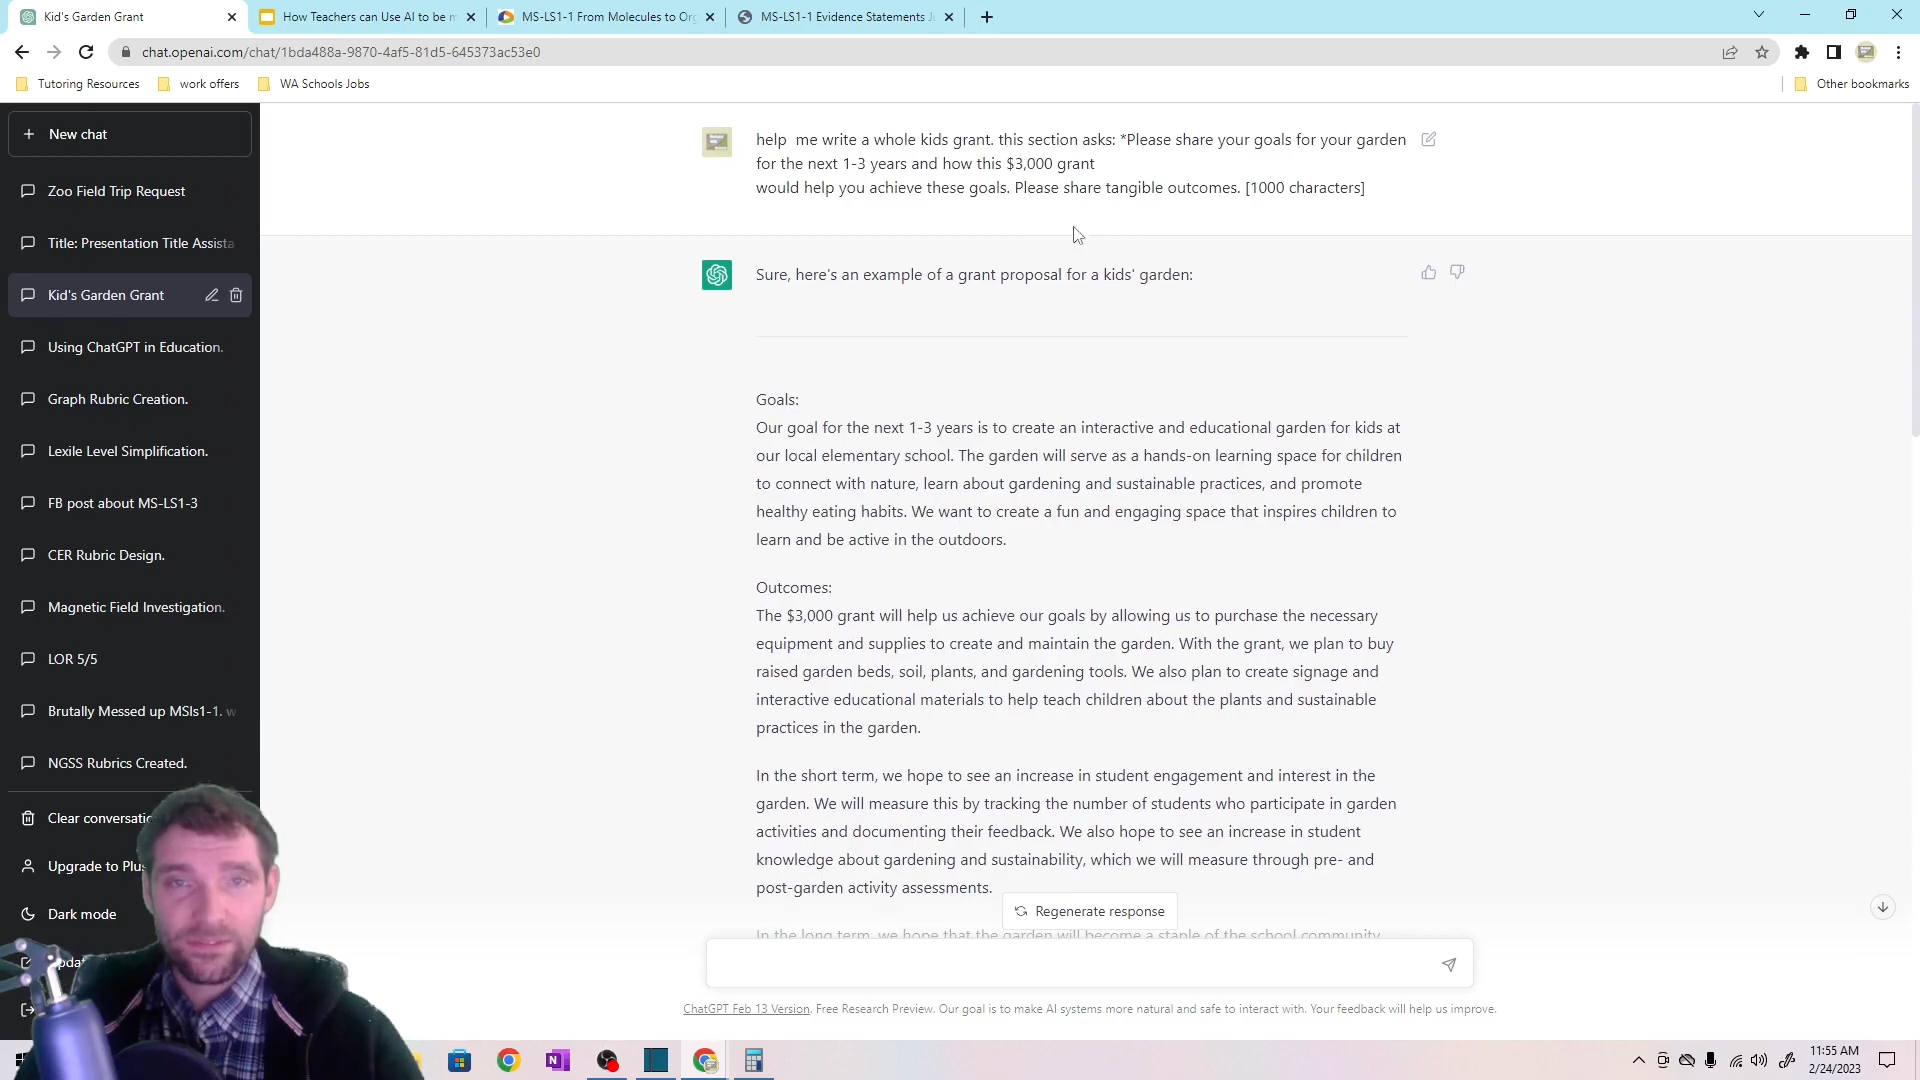 Kid's Garden Grant
How Teachers can Use AI to be m
MS-LS1-1 From Molecules to Org
MS-LS1-1 Evidence Statements J
chat.openai.com/chat/1bda488a-9870-4af5-81d5-645373ac53e0
Tutoring Resources
work offers
WA Schools Jobs
Other bookmarks
New chat
Zoo Field Trip Request
Title: Presentation Title Assista
Kid's Garden Grant
Using ChatGPT in Education.
Graph Rubric Creation.
Lexile Level Simplification.
FB post about MS-LS1-3
CER Rubric Design.
Magnetic Field Investigation.
LOR 5/5
Brutally Messed up MSls1-1. w
NGSS Rubrics Created.
Clear conversatio
Upgrade to Plus
Dark mode
help me write a whole kids grant. this section asks: *Please share your goals for your garden
for the next 1-3 years and how this $3,000 grant
would help you achieve these goals. Please share tangible outcomes. [1000 characters]
Sure, here's an example of a grant proposal for a kids' garden:
Goals:
Our goal for the next 1-3 years is to create an interactive and educational garden for kids at
our local elementary school. The garden will serve as a hands-on learning space for children
to connect with nature, learn about gardening and sustainable practices, and promote
healthy eating habits. We want to create a fun and engaging space that inspires children to
learn and be active in the outdoors.
Outcomes:
The $3,000 grant will help us achieve our goals by allowing us to purchase the necessary
equipment and supplies to create and maintain the garden. With the grant, we plan to buy
raised garden beds, soil, plants, and gardening tools. We also plan to create signage and
interactive educational materials to help teach children about the plants and sustainable
practices in the garden.
In the short term, we hope to see an increase in student engagement and interest in the
garden. We will measure this by tracking the number of students who participate in garden
activities and documenting their feedback. We also hope to see an increase in student
knowledge about gardening and sustainability, which we will measure through pre- and
post-garden activity assessments.
Regenerate response
In the long term, we hope that the garden will become a staple of the school community
ChatGPT Feb 13 Version. Free Research Preview. Our goal is to make AI systems more natural and safe to interact with. Your feedback will help us improve.
11:55 AM
2/24/2023